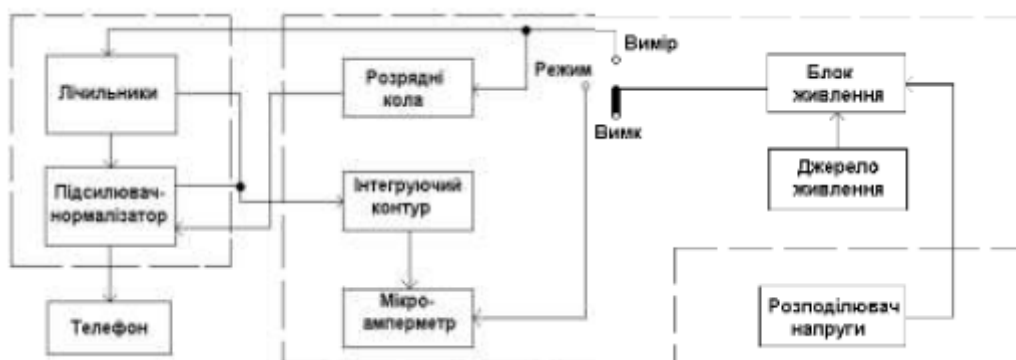 Лічильники
Підсилювач-
нормалізатор
Телефон
Розрядні
кола
Інтегруючий
контур
Мікро-
амперметр
Вимір
Режим
Вимк
Блок
живлення
Джерело
живлення
Розподілювач
напруги